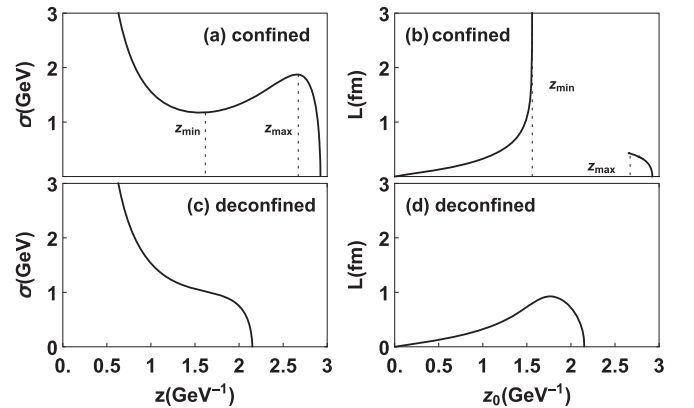 3
(a) confined
2
σ(GeV)
1
z_min
z_max
3
(b) confined
2
L(fm)
1
z_min
z_max
3
(c) deconfined
2
σ(GeV)
1
0
0.
0.5
1
1.5
2
2.5
3
z(GeV⁻¹)
3
(d) deconfined
2
L(fm)
1
0
0.
0.5
1
1.5
2
2.5
3
z₀(GeV⁻¹)